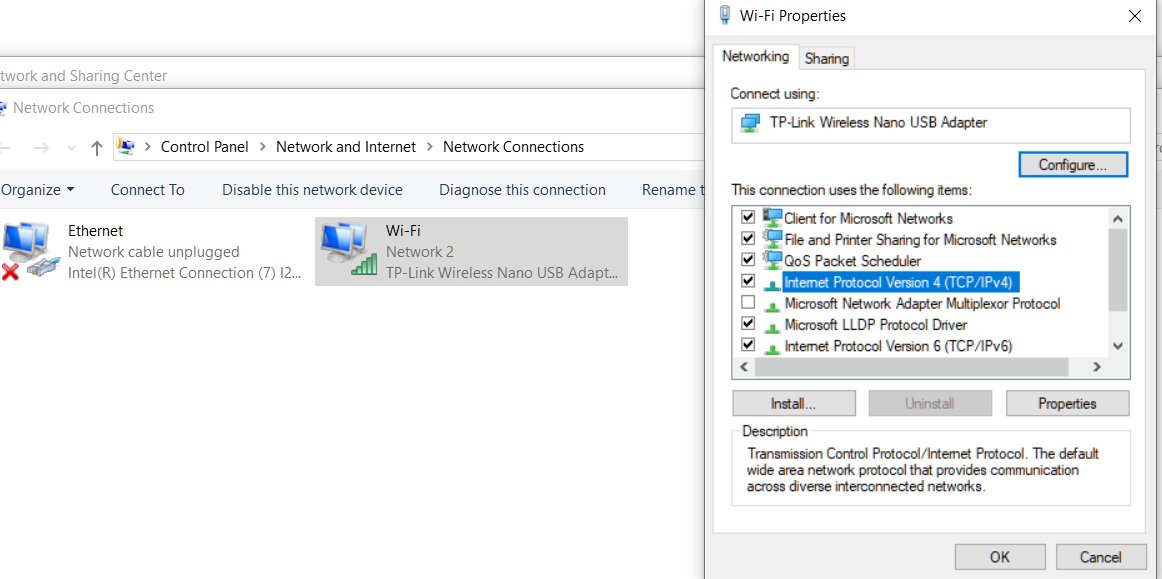 twork and Sharing Center
Network Connections
Control Panel > Network and Internet > Network Connections
Organize Connect To Disable this network device Diagnose this connection Rename t
Ethernet
Network cable unplugged
Intel(R) Ethernet Connection (7) I2...
Wi-Fi
Network 2
TP-Link Wireless Nano USB Adapt...
Wi-Fi Properties
Networking Sharing
Connect using:
TP-Link Wireless Nano USB Adapter
Configure...
This connection uses the following items:
Client for Microsoft Networks
File and Printer Sharing for Microsoft Networks
QoS Packet Scheduler
Internet Protocol Version 4 (TCP/IPv4)
Microsoft Network Adapter Multiplexor Protocol
Microsoft LLDP Protocol Driver
Internet Protocol Version 6 (TCP/IPv6)
Install... Uninstall Properties
Description
Transmission Control Protocol/Internet Protocol. The default
wide area network protocol that provides communication
across diverse interconnected networks.
OK Cancel